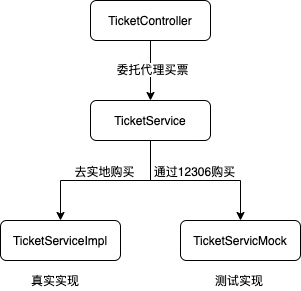 TicketController
委托代理买票
TicketService
去实地购买
通过12306购买
TicketServiceImpl
TicketServicMock
真实实现
测试实现